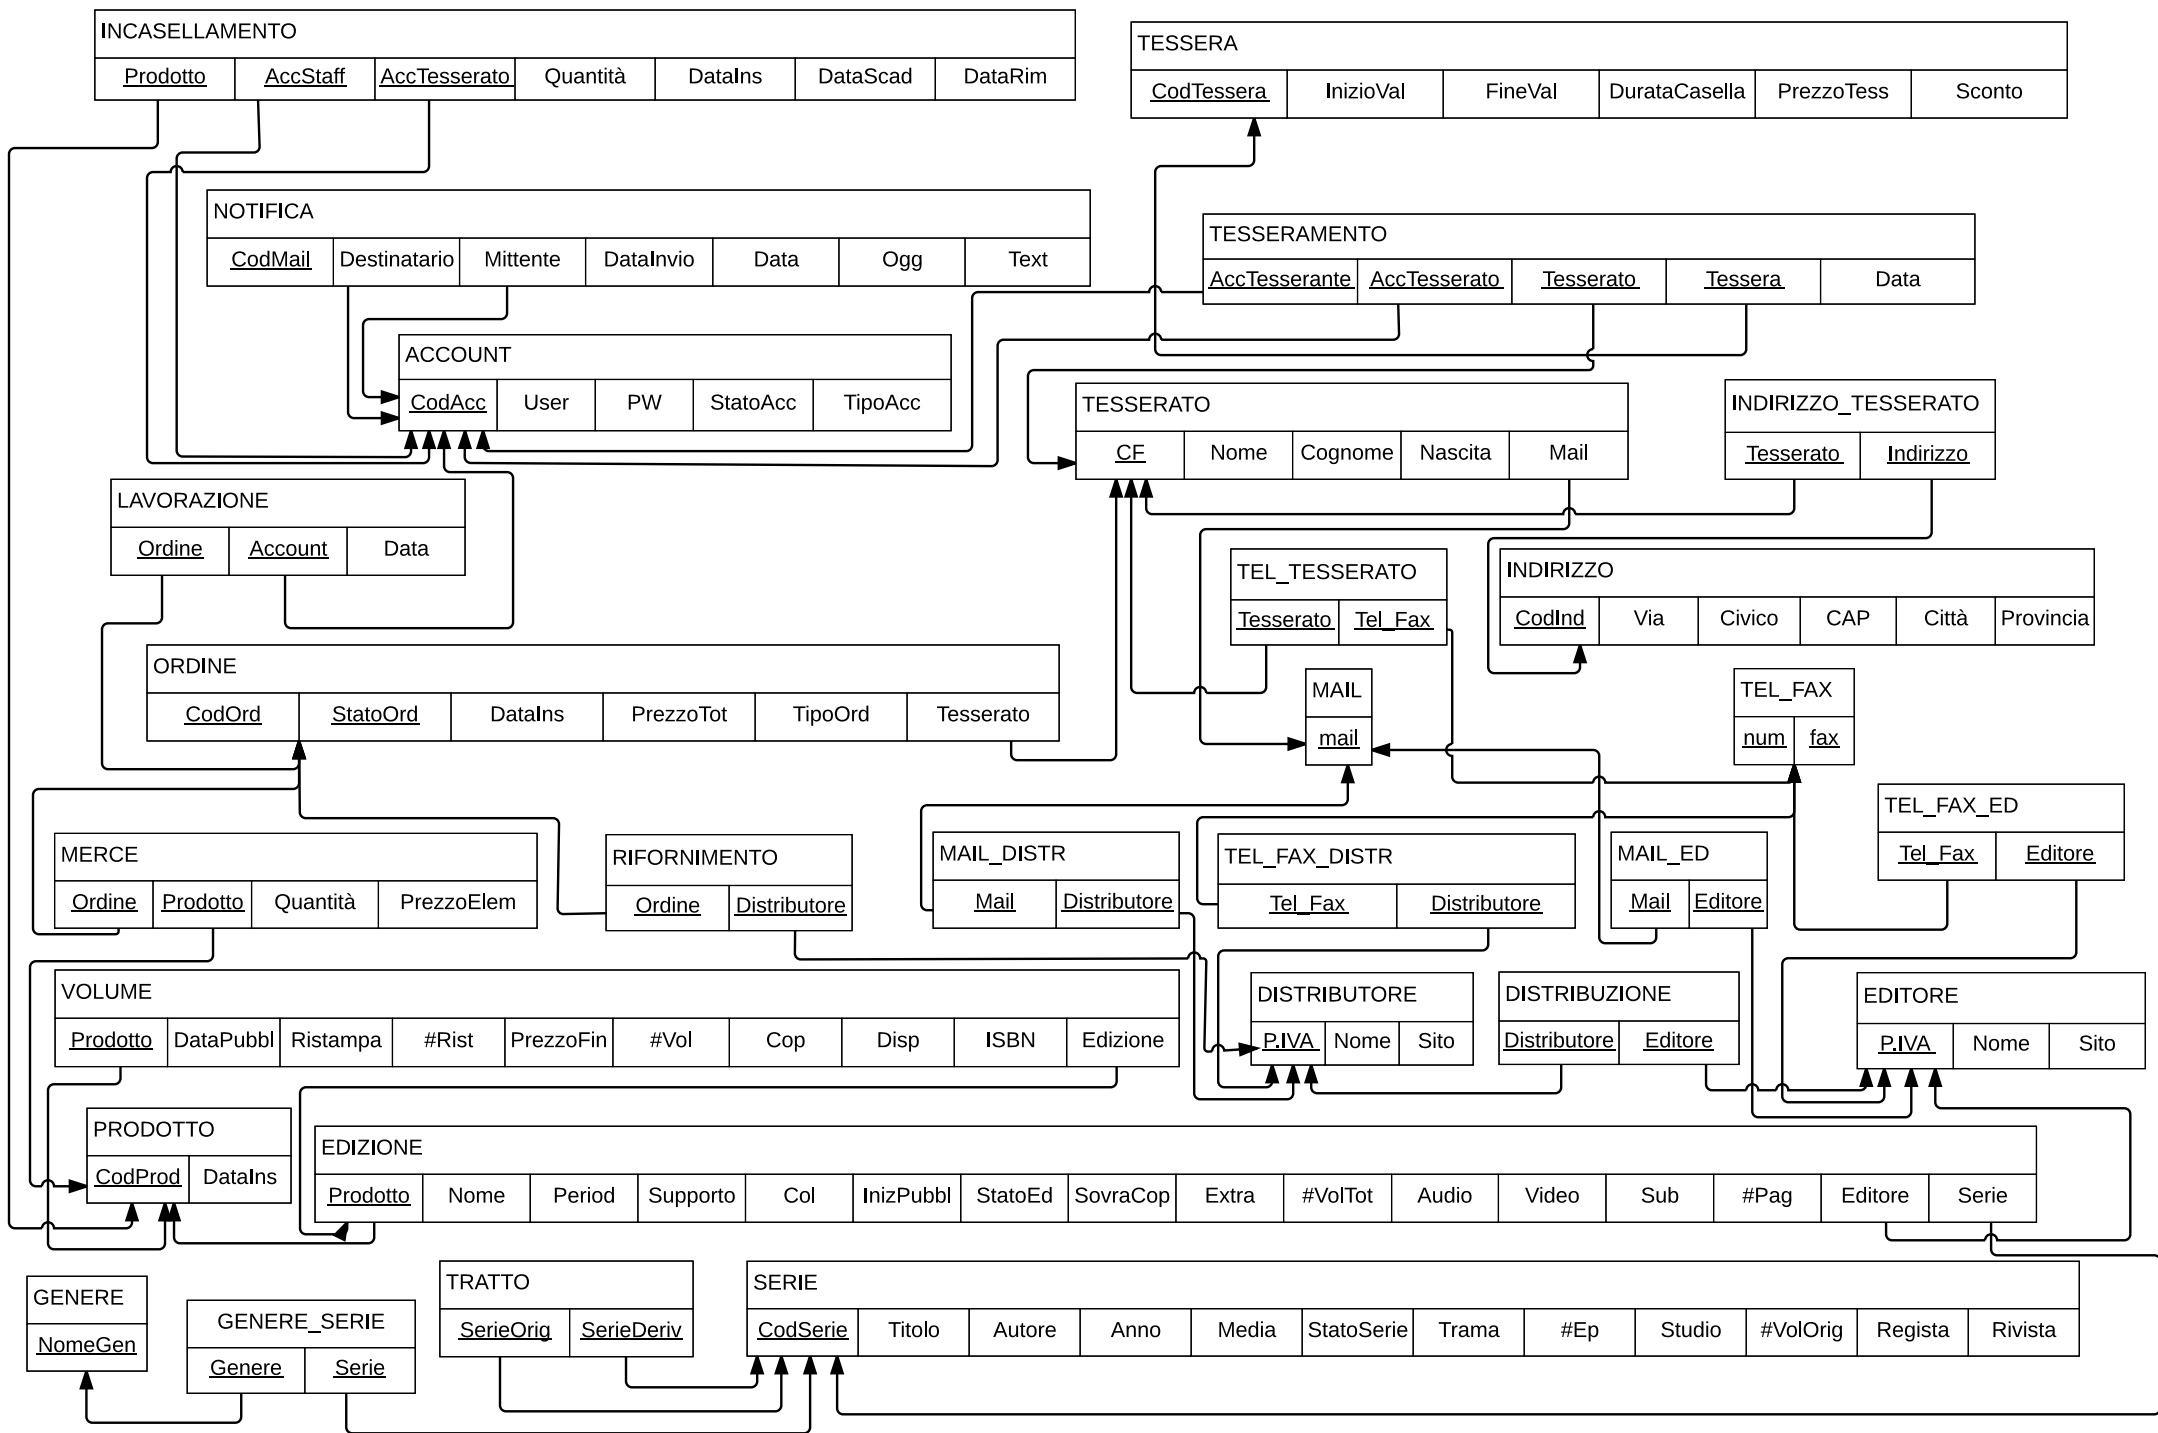 INCASELLAMENTO
Prodotto AccStaff AccTesserato Quantità DataIns DataScad DataRim
TESSERA
CodTessera InizioVal FineVal DurataCasella PrezzoTess Sconto
NOTIFICA
CodMail Destinatario Mittente DataInvio Data Ogg Text
TESSERAMENTO
AccTesserante AccTesserato Tesserato Tessera Data
ACCOUNT
CodAcc User PW StatoAcc TipoAcc
TESSERATO
CF Nome Cognome Nascita Mail
INDIRIZZO_TESSERATO
Tesserato Indirizzo
LAVORAZIONE
Ordine Account Data
TEL_TESSERATO
Tesserato Tel_Fax
INDIRIZZO
CodInd Via Civico CAP Città Provincia
ORDINE
CodOrd StatoOrd DataIns PrezzoTot TipoOrd Tesserato
MAIL
mail
TEL_FAX
num fax
MERCE
Ordine Prodotto Quantità PrezzoElem
RIFORNIMENTO
Ordine Distributore
MAIL_DISTR
Mail Distributore
TEL_FAX_DISTR
Tel_Fax Distributore
MAIL_ED
Mail Editore
TEL_FAX_ED
Tel_Fax Editore
VOLUME
Prodotto DataPubbl Ristampa #Rist PrezzoFin #Vol Cop Disp ISBN Edizione
DISTRIBUTORE
P.IVA Nome Sito
DISTRIBUZIONE
Distributore Editore
EDITORE
P.IVA Nome Sito
PRODOTTO
CodProd DataIns
EDIZIONE
Prodotto Nome Period Supporto Col InizPubbl StatoEd SovraCop Extra #VolTot Audio Video Sub #Pag Editore Serie
GENERE
NomeGen
GENERE_SERIE
Genere Serie
TRATTO
SerieOrig SerieDeriv
SERIE
CodSerie Titolo Autore Anno Media StatoSerie Trama #Ep Studio #VolOrig Regista Rivista